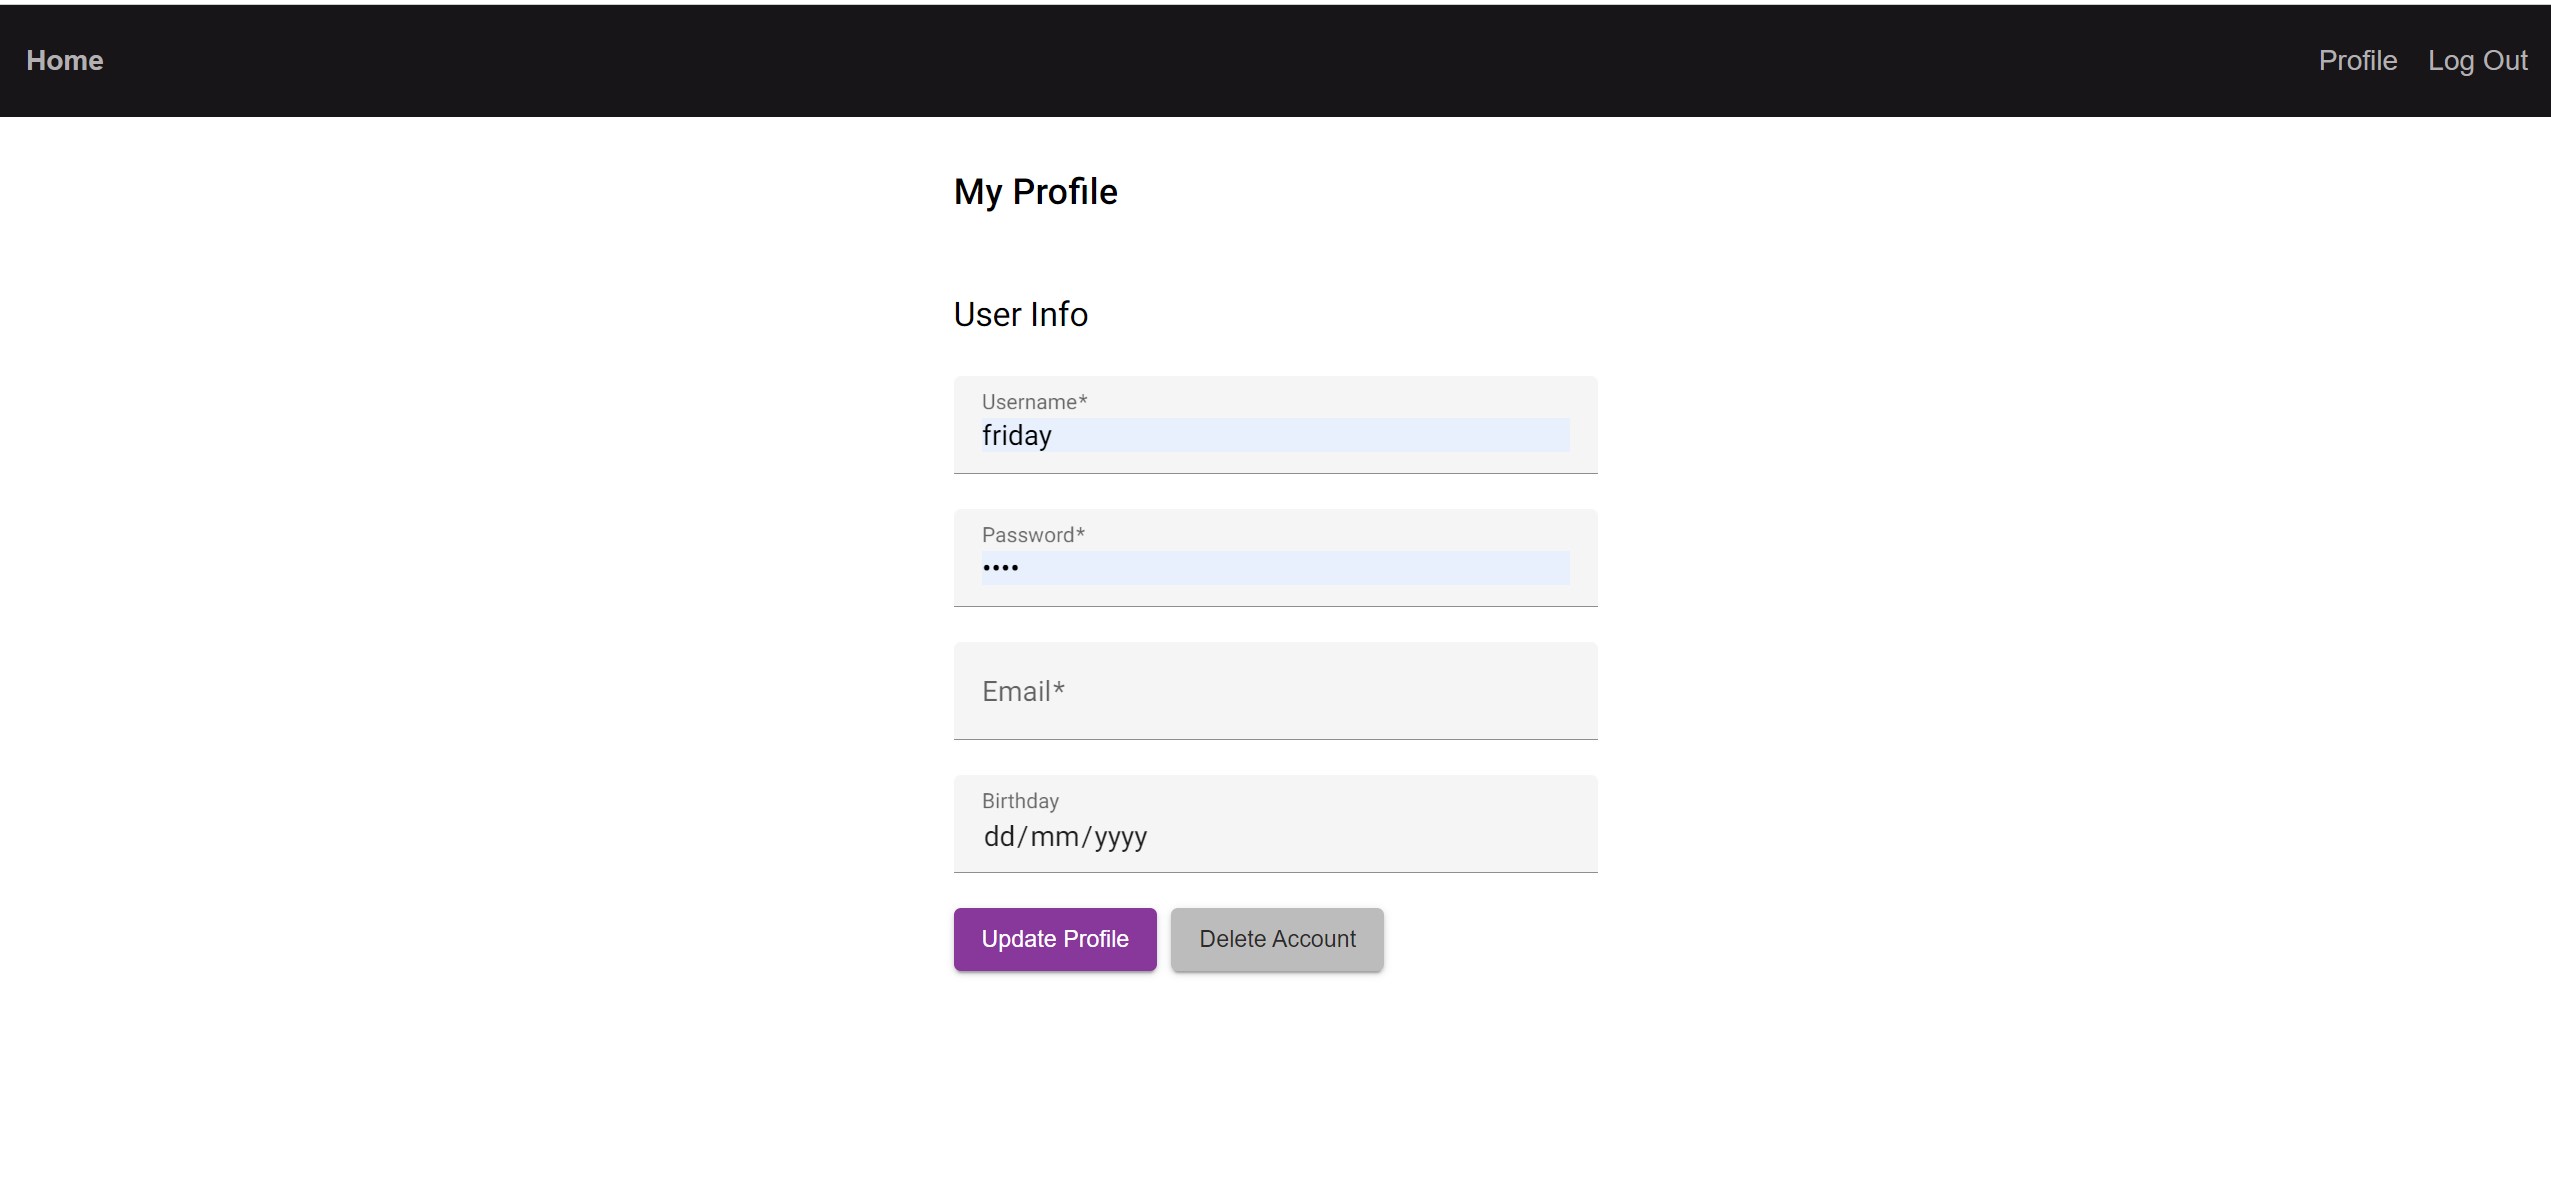 Home Profile Log Out
My Profile
User Info
Username*
friday
Password*
••••
Email*
Birthday
dd/mm/yyyy
Update Profile Delete Account